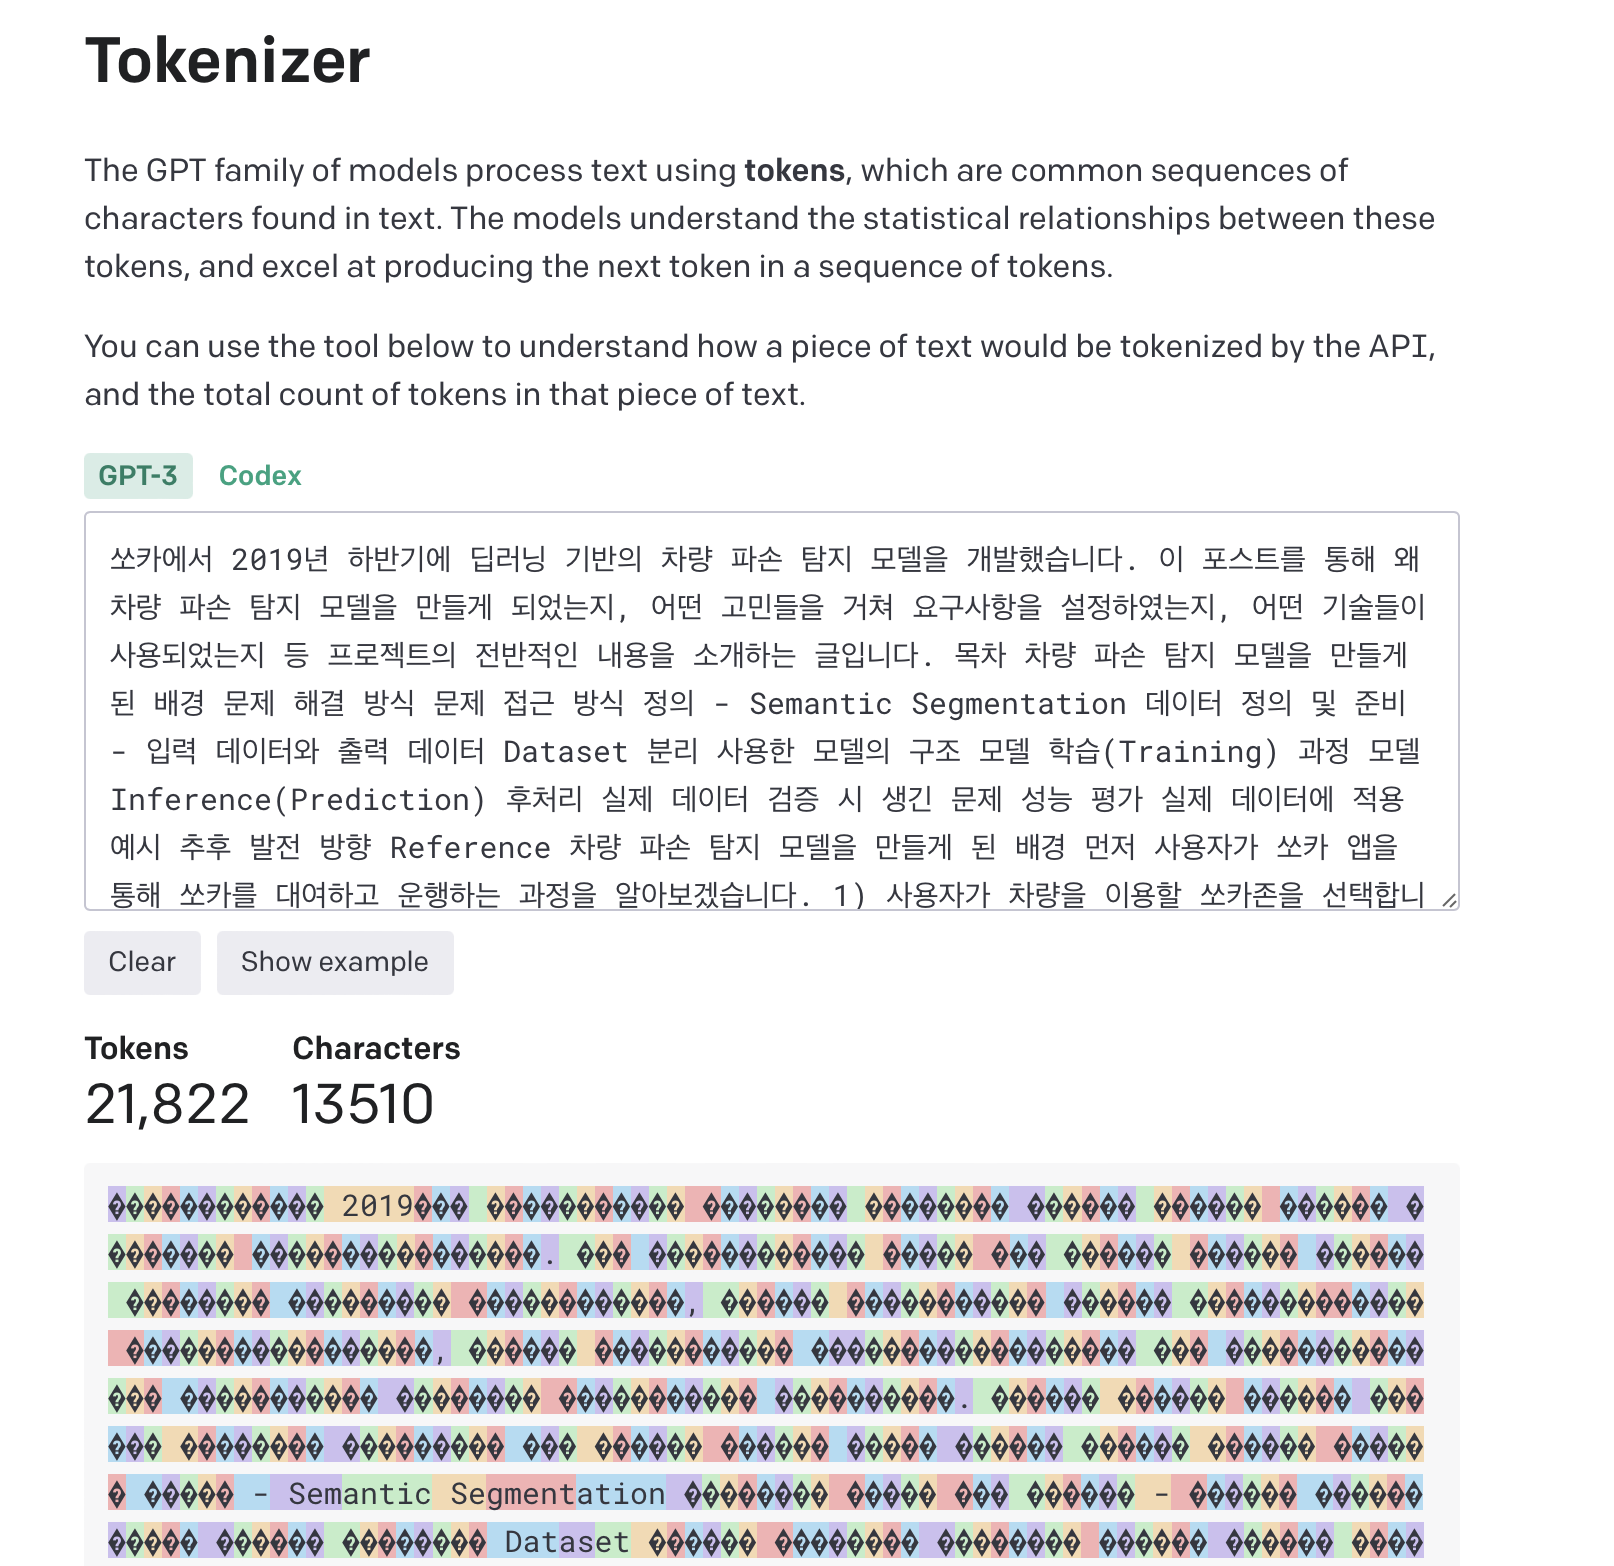 Tokenizer
The GPT family of models process text using tokens, which are common sequences of
characters found in text. The models understand the statistical relationships between these
tokens, and excel at producing the next token in a sequence of tokens.
You can use the tool below to understand how a piece of text would be tokenized by the API,
and the total count of tokens in that piece of text.
GPT-3 Codex
쏘카에서 2019년 하반기에 딥러닝 기반의 차량 파손 탐지 모델을 개발했습니다. 이 포스트를 통해 왜
차량 파손 탐지 모델을 만들게 되었는지, 어떤 고민들을 거쳐 요구사항을 설정하였는지, 어떤 기술들이
사용되었는지 등 프로젝트의 전반적인 내용을 소개하는 글입니다. 목차 차량 파손 탐지 모델을 만들게
된 배경 문제 해결 방식 문제 접근 방식 정의 - Semantic Segmentation 데이터 정의 및 준비
- 입력 데이터와 출력 데이터 Dataset 분리 사용한 모델의 구조 모델 학습(Training) 과정 모델
Inference(Prediction) 후처리 실제 데이터 검증 시 생긴 문제 성능 평가 실제 데이터에 적용
예시 추후 발전 방향 Reference 차량 파손 탐지 모델을 만들게 된 배경 먼저 사용자가 쏘카 앱을
통해 쏘카를 대여하고 운행하는 과정을 알아보겠습니다. 1) 사용자가 차량을 이용할 쏘카존을 선택합니
Clear Show example
Tokens Characters
21,822 13510
2019
.
,
,
.
- Semantic Segmentation -
Dataset